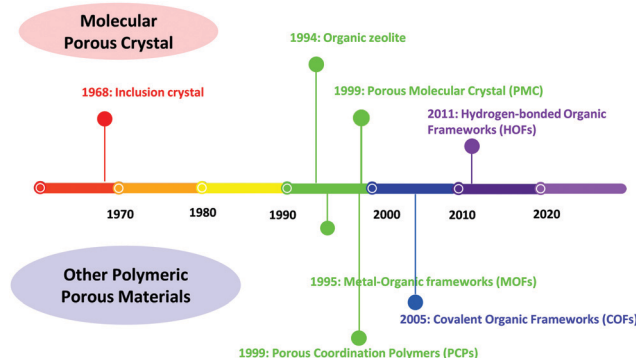 Molecular
Porous Crystal
1994: Organic zeolite
1968: Inclusion crystal
1999: Porous Molecular Crystal (PMC)
2011: Hydrogen-bonded Organic
Frameworks (HOFs)
1970
1980
1990
2000
2010
2020
Other Polymeric
Porous Materials
1995: Metal-Organic frameworks (MOFs)
2005: Covalent Organic Frameworks (COFs)
1999: Porous Coordination Polymers (PCPs)